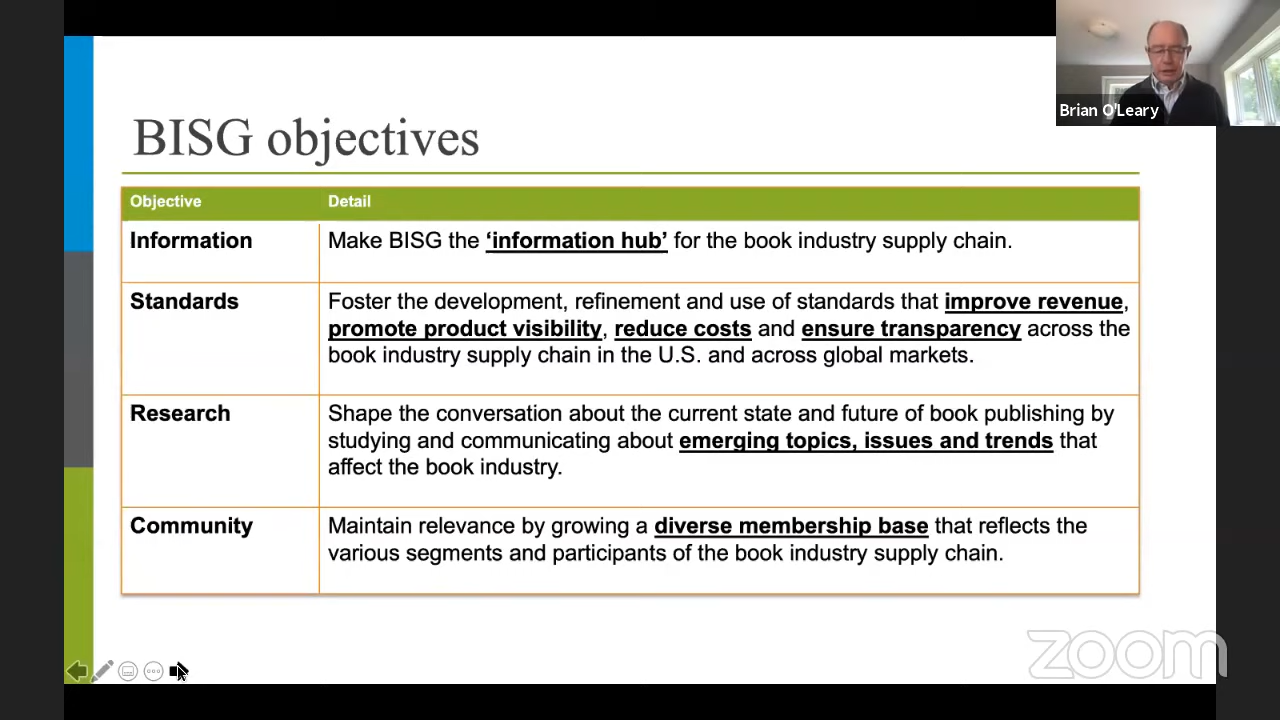 Brian O'Leary
BISG objectives
Objective Detail
Information Make BISG the ‘information hub’ for the book industry supply chain.
Standards Foster the development, refinement and use of standards that improve revenue,
promote product visibility, reduce costs and ensure transparency across the
book industry supply chain in the U.S. and across global markets.
Research Shape the conversation about the current state and future of book publishing by
studying and communicating about emerging topics, issues and trends that
affect the book industry.
Community Maintain relevance by growing a diverse membership base that reflects the
various segments and participants of the book industry supply chain.
zoom